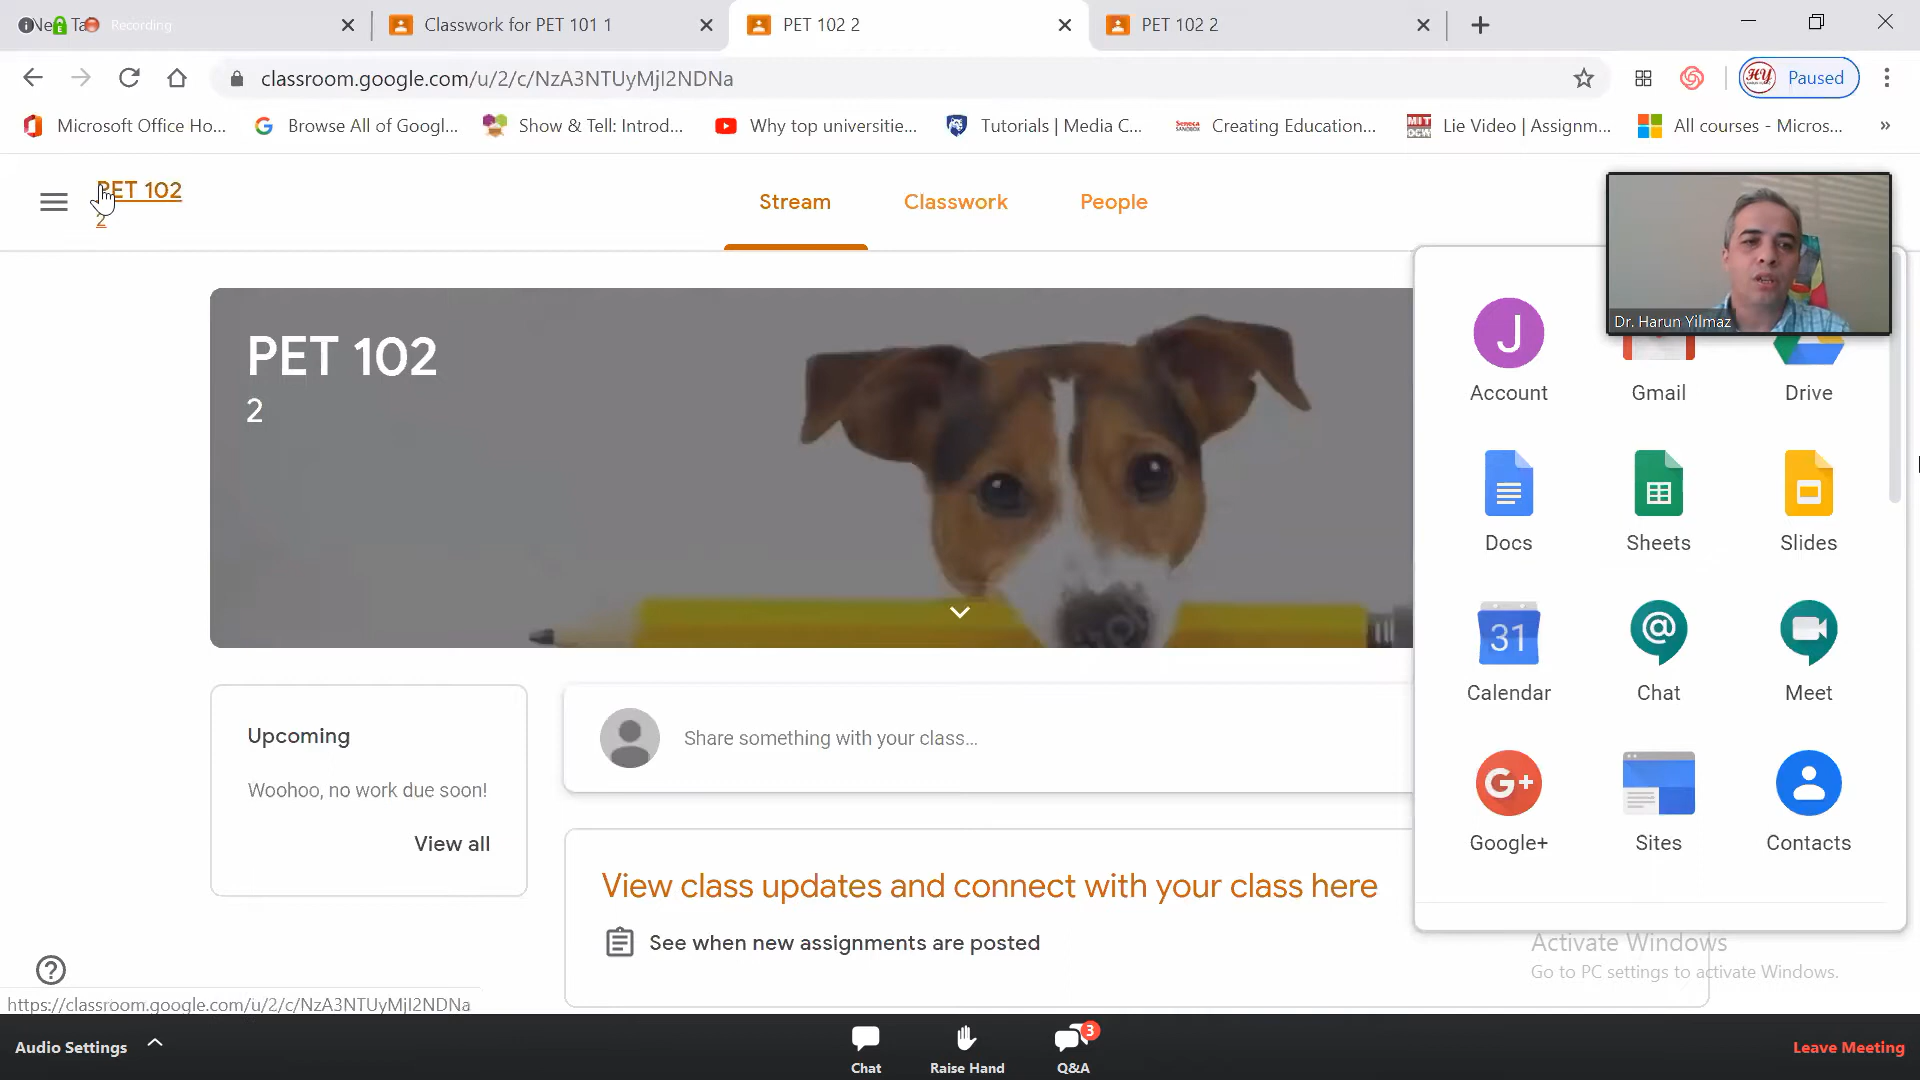 Recording
Classwork for PET 101 1
PET 102 2
PET 102 2
classroom.google.com/u/2/c/NzA3NTUyMjI2NDNa
HY
Paused
Microsoft Office Ho...
Browse All of Googl...
Show & Tell: Introd...
Why top universitie...
Tutorials | Media C...
Seneca SANDBOX
Creating Education...
MIT OCW
Lie Video | Assignm...
All courses - Micros...
»
PET 102
2
Stream
Classwork
People
Dr. Harun Yilmaz
PET 102
2
J
Account
Gmail
Drive
Docs
Sheets
Slides
31
Calendar
Chat
Meet
G+
Google+
Sites
Contacts
Upcoming
Woohoo, no work due soon!
View all
Share something with your class...
View class updates and connect with your class here
See when new assignments are posted
Activate Windows
Go to PC settings to activate Windows.
https://classroom.google.com/u/2/c/NzA3NTUyMjI2NDNa
Audio Settings
Chat
Raise Hand
3
Q&A
Leave Meeting